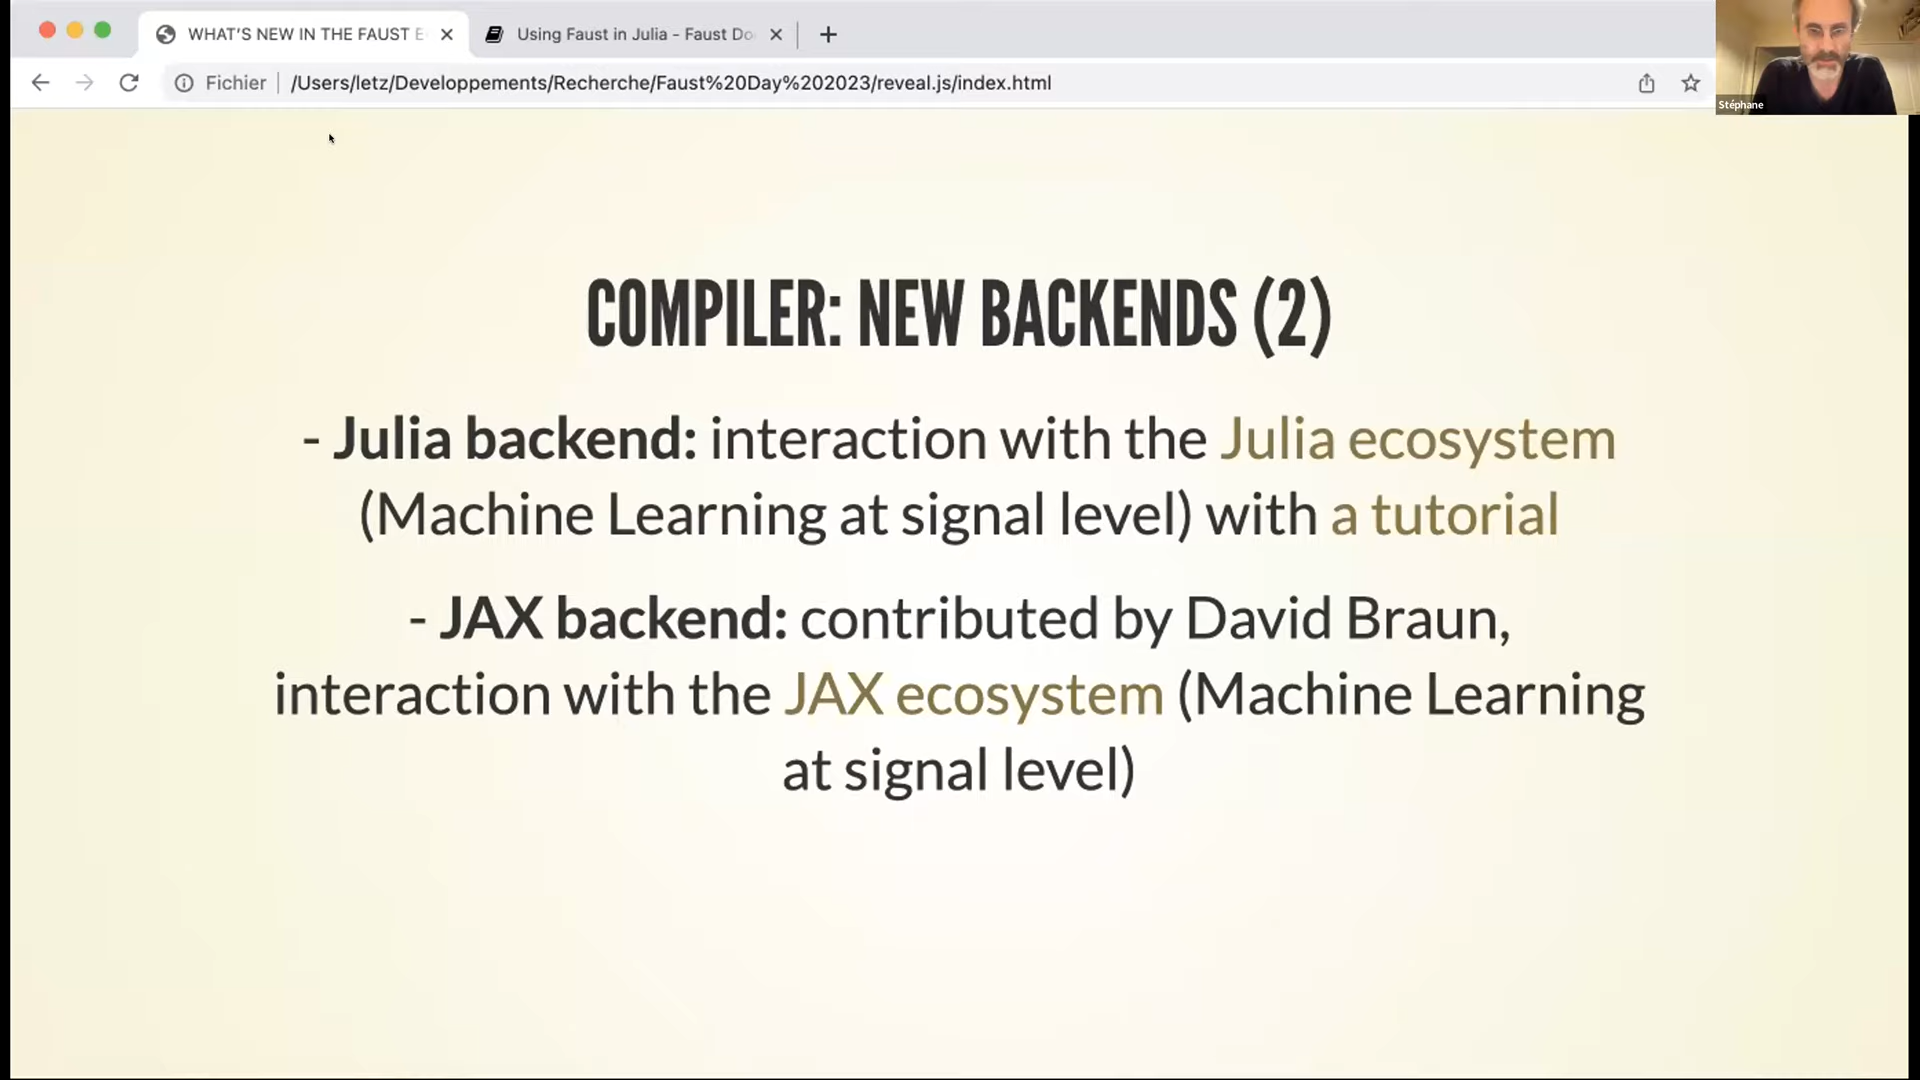 WHAT'S NEW IN THE FAUST E
Using Faust in Julia - Faust Do
Fichier /Users/letz/Developpements/Recherche/Faust%20Day%202023/reveal.js/index.html
Stéphane
COMPILER: NEW BACKENDS (2)
- Julia backend: interaction with the Julia ecosystem
(Machine Learning at signal level) with a tutorial
- JAX backend: contributed by David Braun,
interaction with the JAX ecosystem (Machine Learning
at signal level)